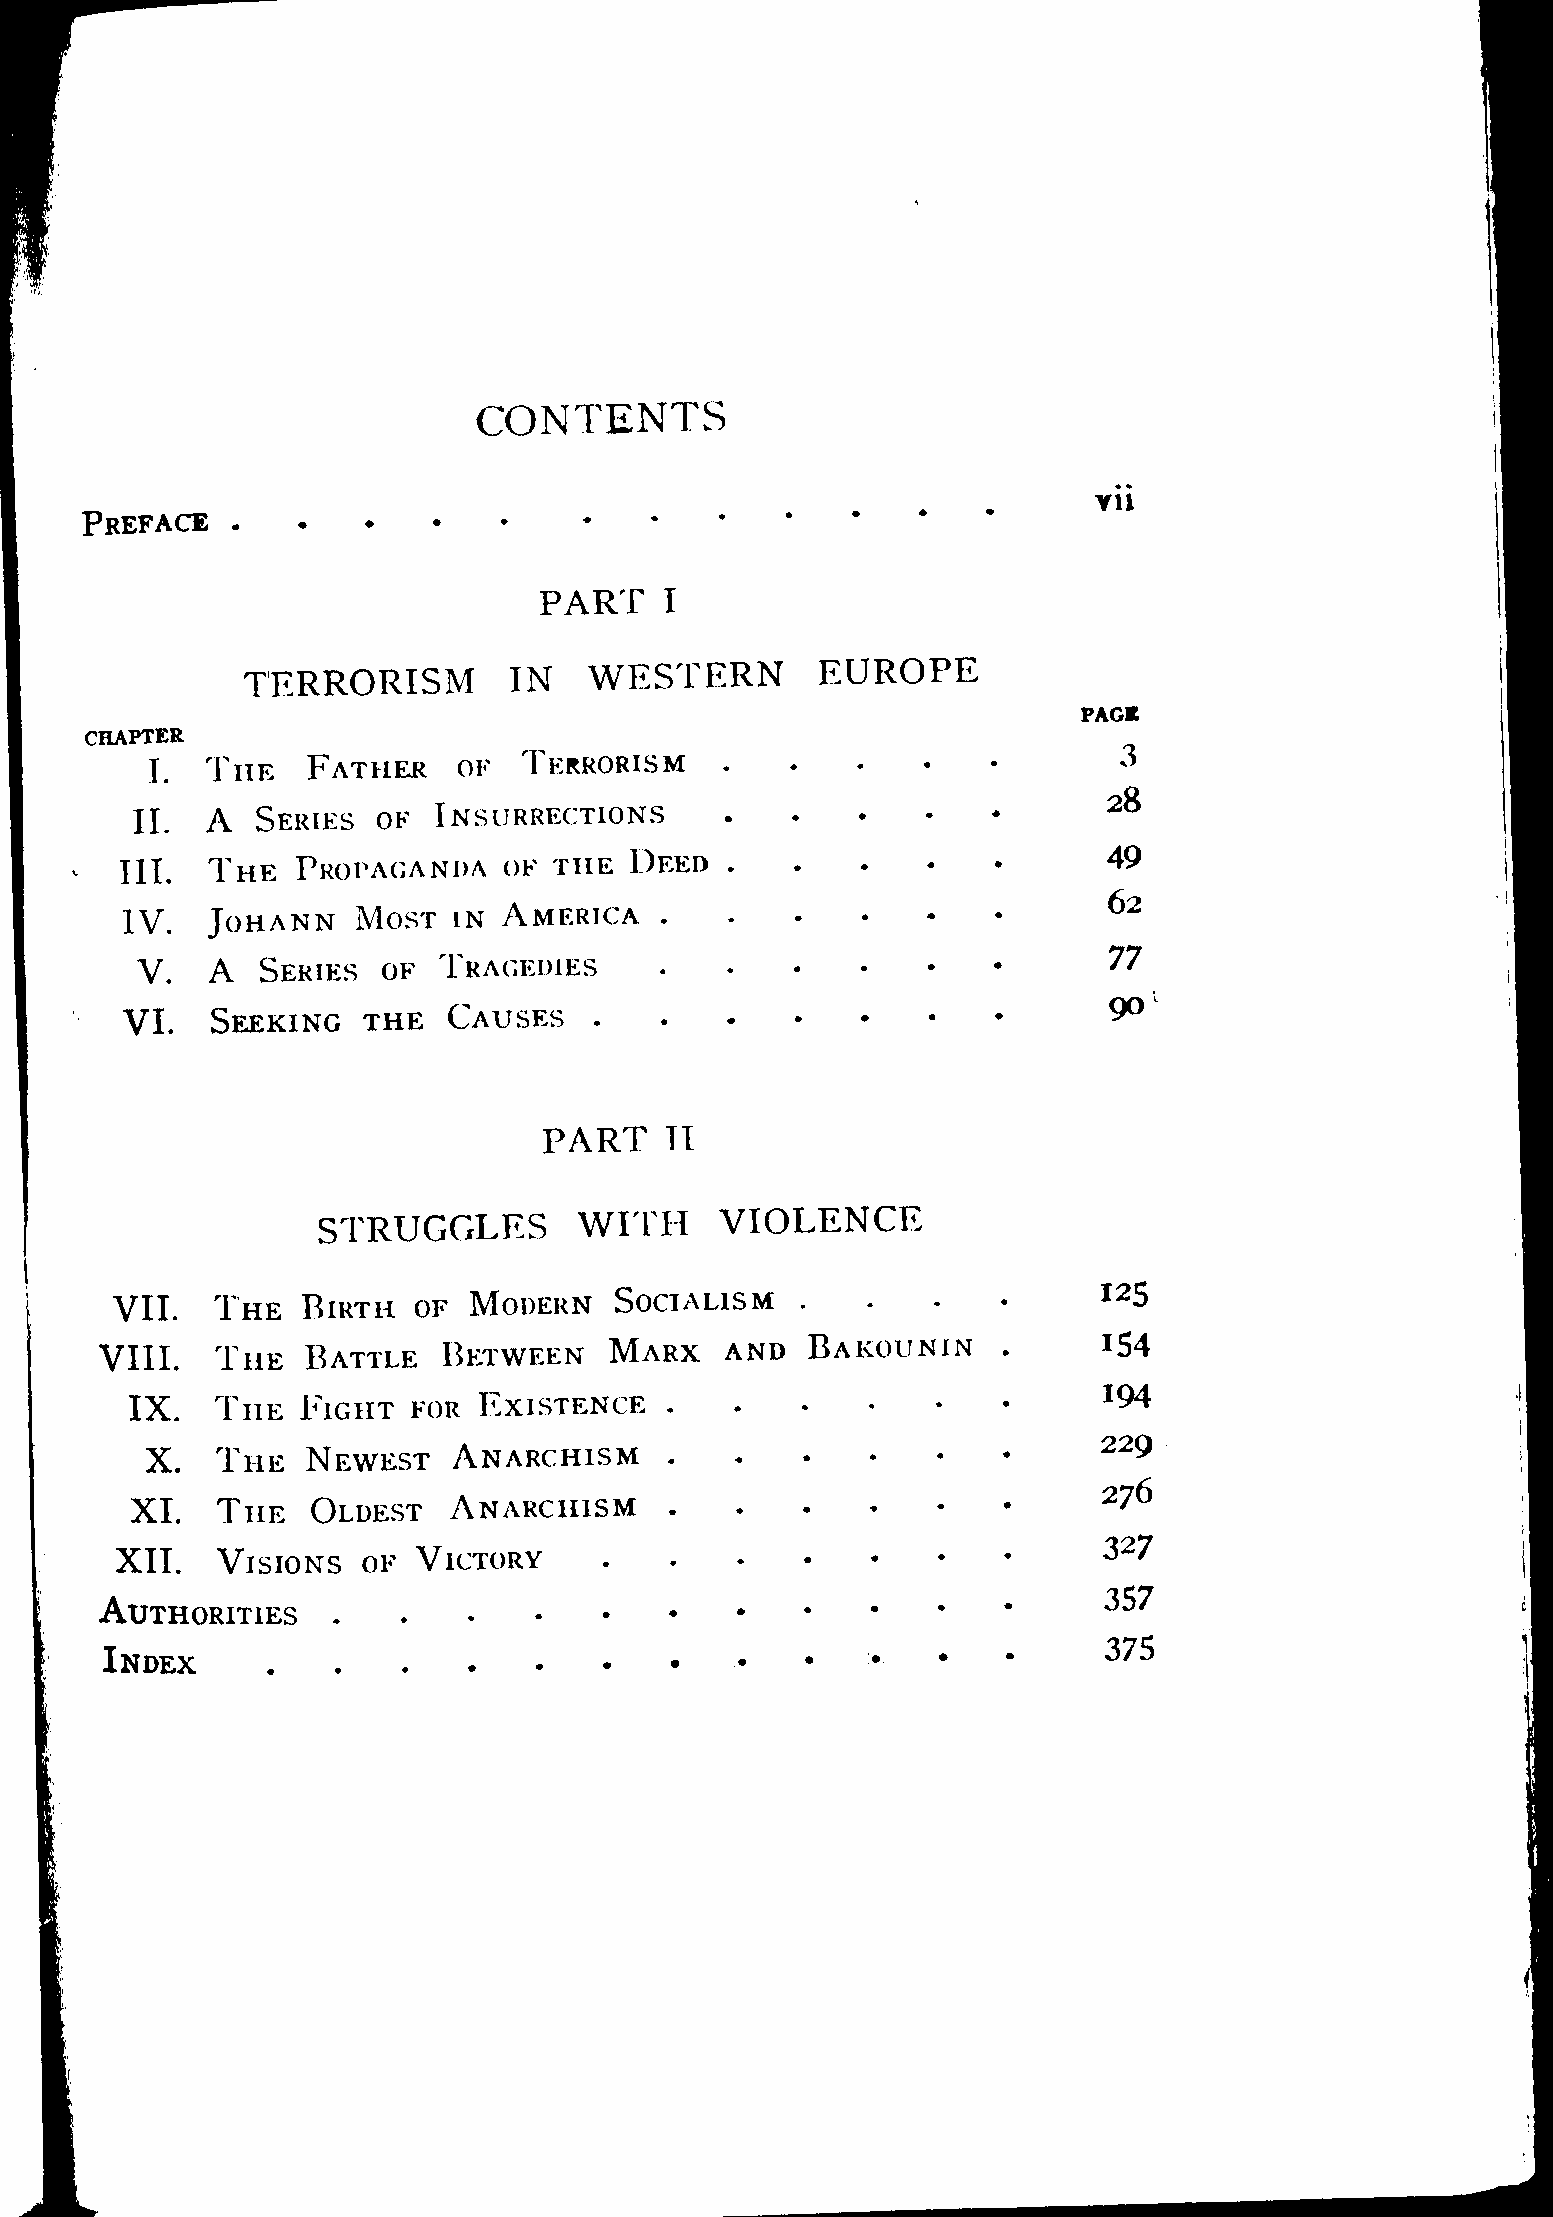 CONTENTS
PREFACE . . . . . . . . . . . . vii
PART I
TERRORISM IN WESTERN EUROPE
CHAPTER PAGE
I. THE FATHER OF TERRORISM . . . . . 3
II. A SERIES OF INSURRECTIONS . . . . . 28
III. THE PROPAGANDA OF THE DEED . . . . . 49
IV. JOHANN MOST IN AMERICA . . . . . . 62
V. A SERIES OF TRAGEDIES . . . . . . 77
VI. SEEKING THE CAUSES . . . . . . . 90
PART II
STRUGGLES WITH VIOLENCE
VII. THE BIRTH OF MODERN SOCIALISM . . . . 125
VIII. THE BATTLE BETWEEN MARX AND BAKOUNIN . 154
IX. THE FIGHT FOR EXISTENCE . . . . . . 194
X. THE NEWEST ANARCHISM . . . . . . 229
XI. THE OLDEST ANARCHISM . . . . . . 276
XII. VISIONS OF VICTORY . . . . . . . 327
AUTHORITIES . . . . . . . . . . . 357
INDEX . . . . . . . . . . . . 375